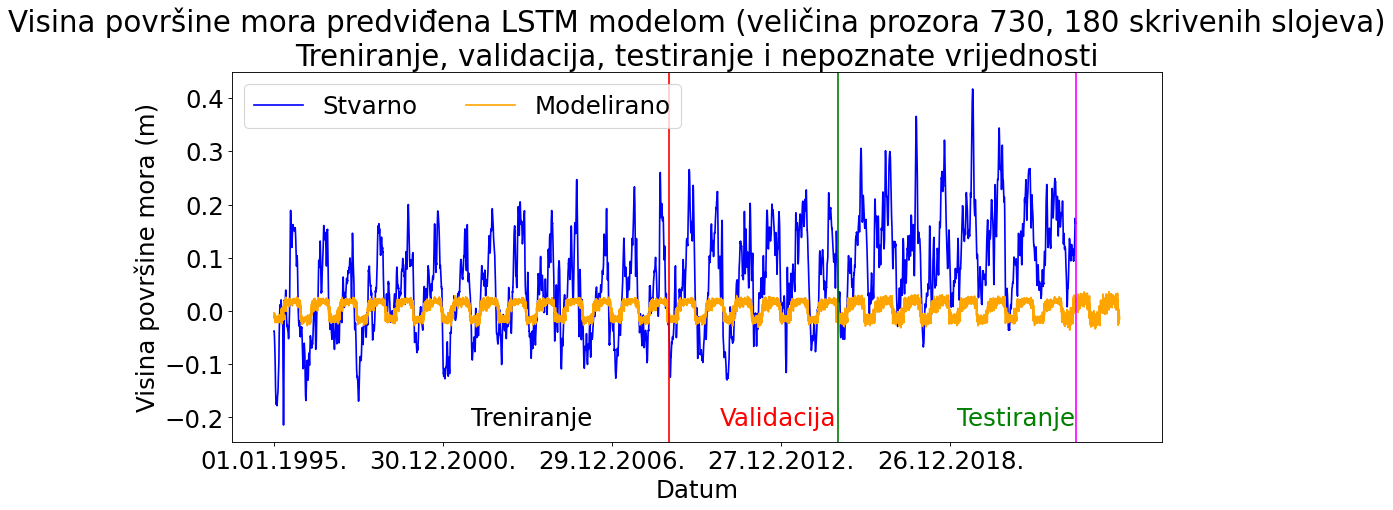 Visina površine mora predviđena LSTM modelom (veličina prozora 730, 180 skrivenih slojeva)
Treniranje, validacija, testiranje i nepoznate vrijednosti
Stvarno
Modelirano
Visina površine mora (m)
0.4
0.3
0.2
0.1
0.0
−0.1
−0.2
Treniranje
Validacija
Testiranje
01.01.1995.
30.12.2000.
29.12.2006.
27.12.2012.
26.12.2018.
Datum